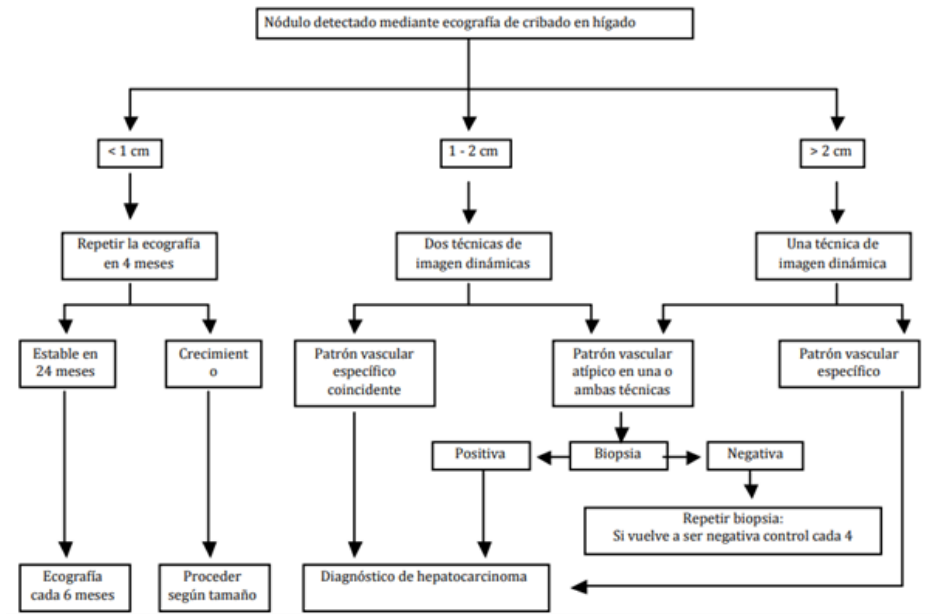 Nódulo detectado mediante ecografía de cribado en hígado
< 1 cm
1 - 2 cm
> 2 cm
Repetir la ecografía
en 4 meses
Dos técnicas de
imagen dinámicas
Una técnica de
imagen dinámica
Estable en
24 meses
Crecimient
o
Patrón vascular
específico
coincidente
Patrón vascular
atípico en una o
ambas técnicas
Patrón vascular
específico
Positiva
Biopsia
Negativa
Repetir biopsia:
Si vuelve a ser negativa control cada 4
Ecografía
cada 6 meses
Proceder
según tamaño
Diagnóstico de hepatocarcinoma